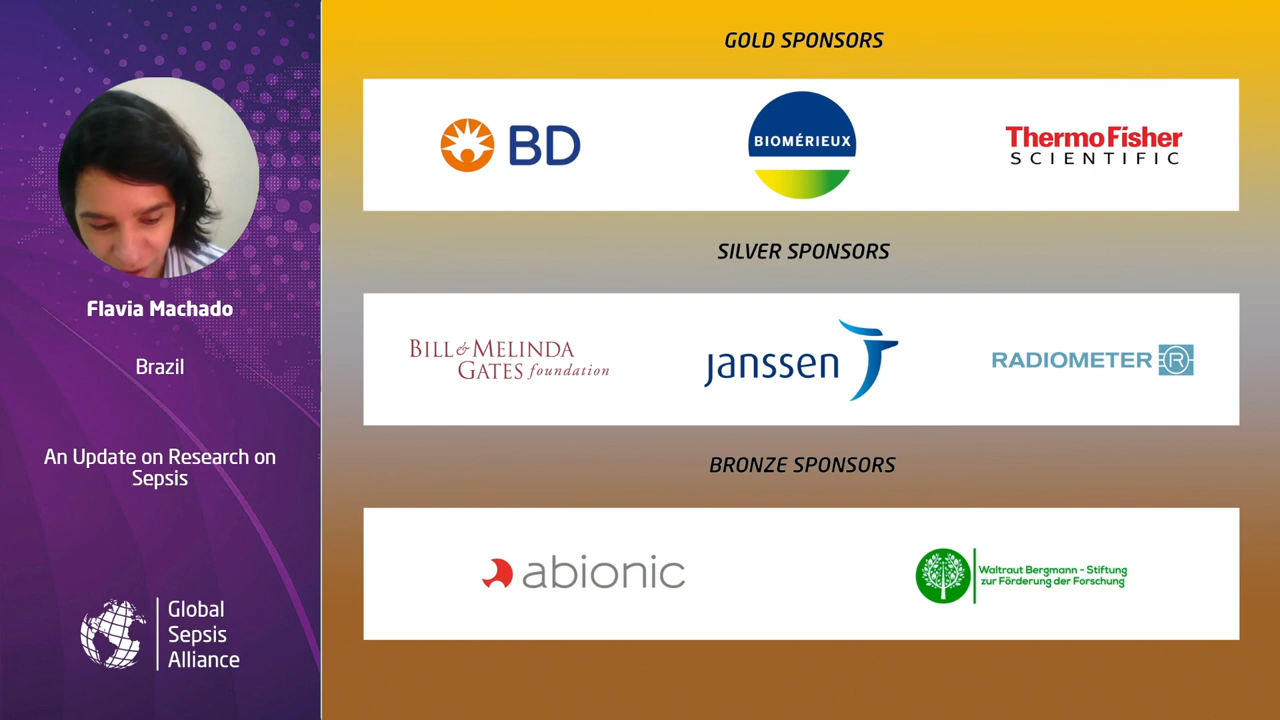 Flavia Machado
Brazil
An Update on Research on
Sepsis
Global
Sepsis
Alliance
GOLD SPONSORS
BD
BIOMÉRIEUX
ThermoFisher
SCIENTIFIC
SILVER SPONSORS
BILL & MELINDA
GATES foundation
janssen
RADIOMETER R
BRONZE SPONSORS
abionic
Waltraut Bergmann - Stiftung
zur Förderung der Forschung